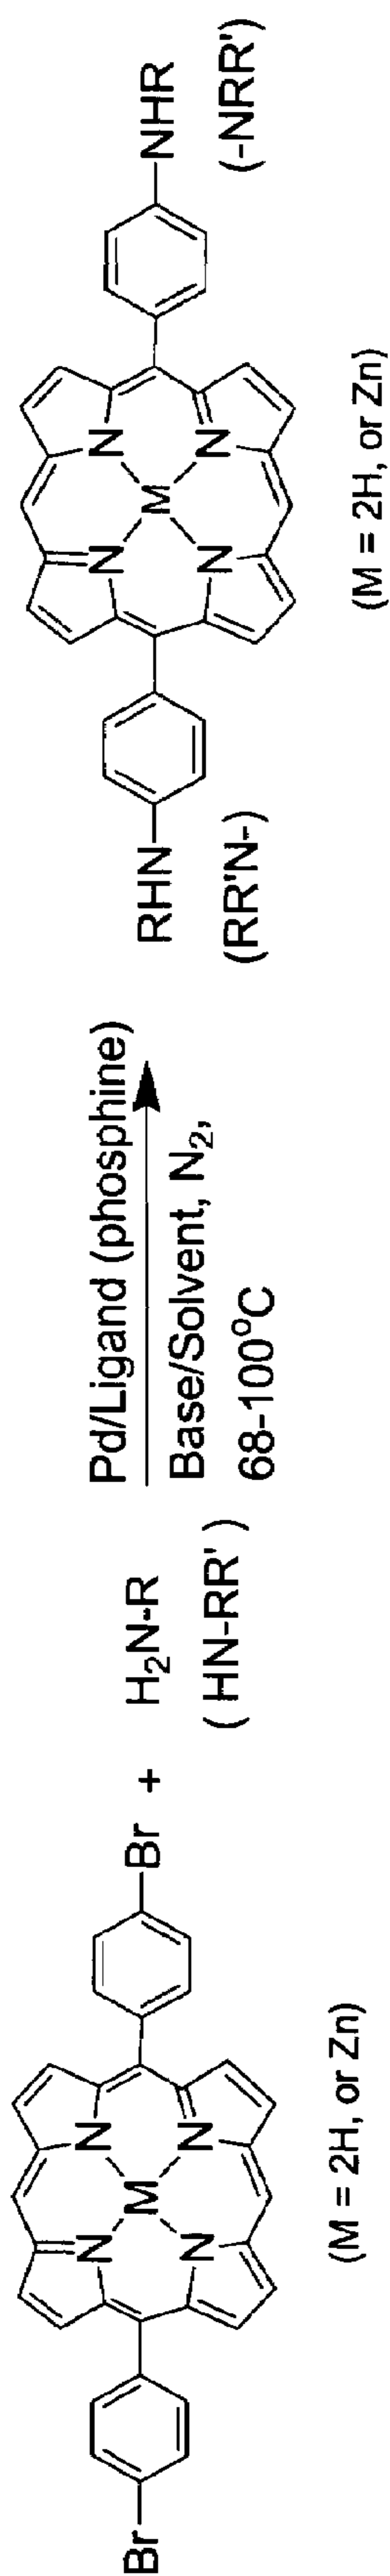 Br
N
N
M
N
N
Br
(M = 2H, or Zn)
+
H₂N-R
( HN-RR' )
Pd/Ligand (phosphine)
Base/Solvent, N₂,
68-100°C
RHN
(RR'N-)
N
N
M
N
N
NHR
(-NRR')
(M = 2H, or Zn)